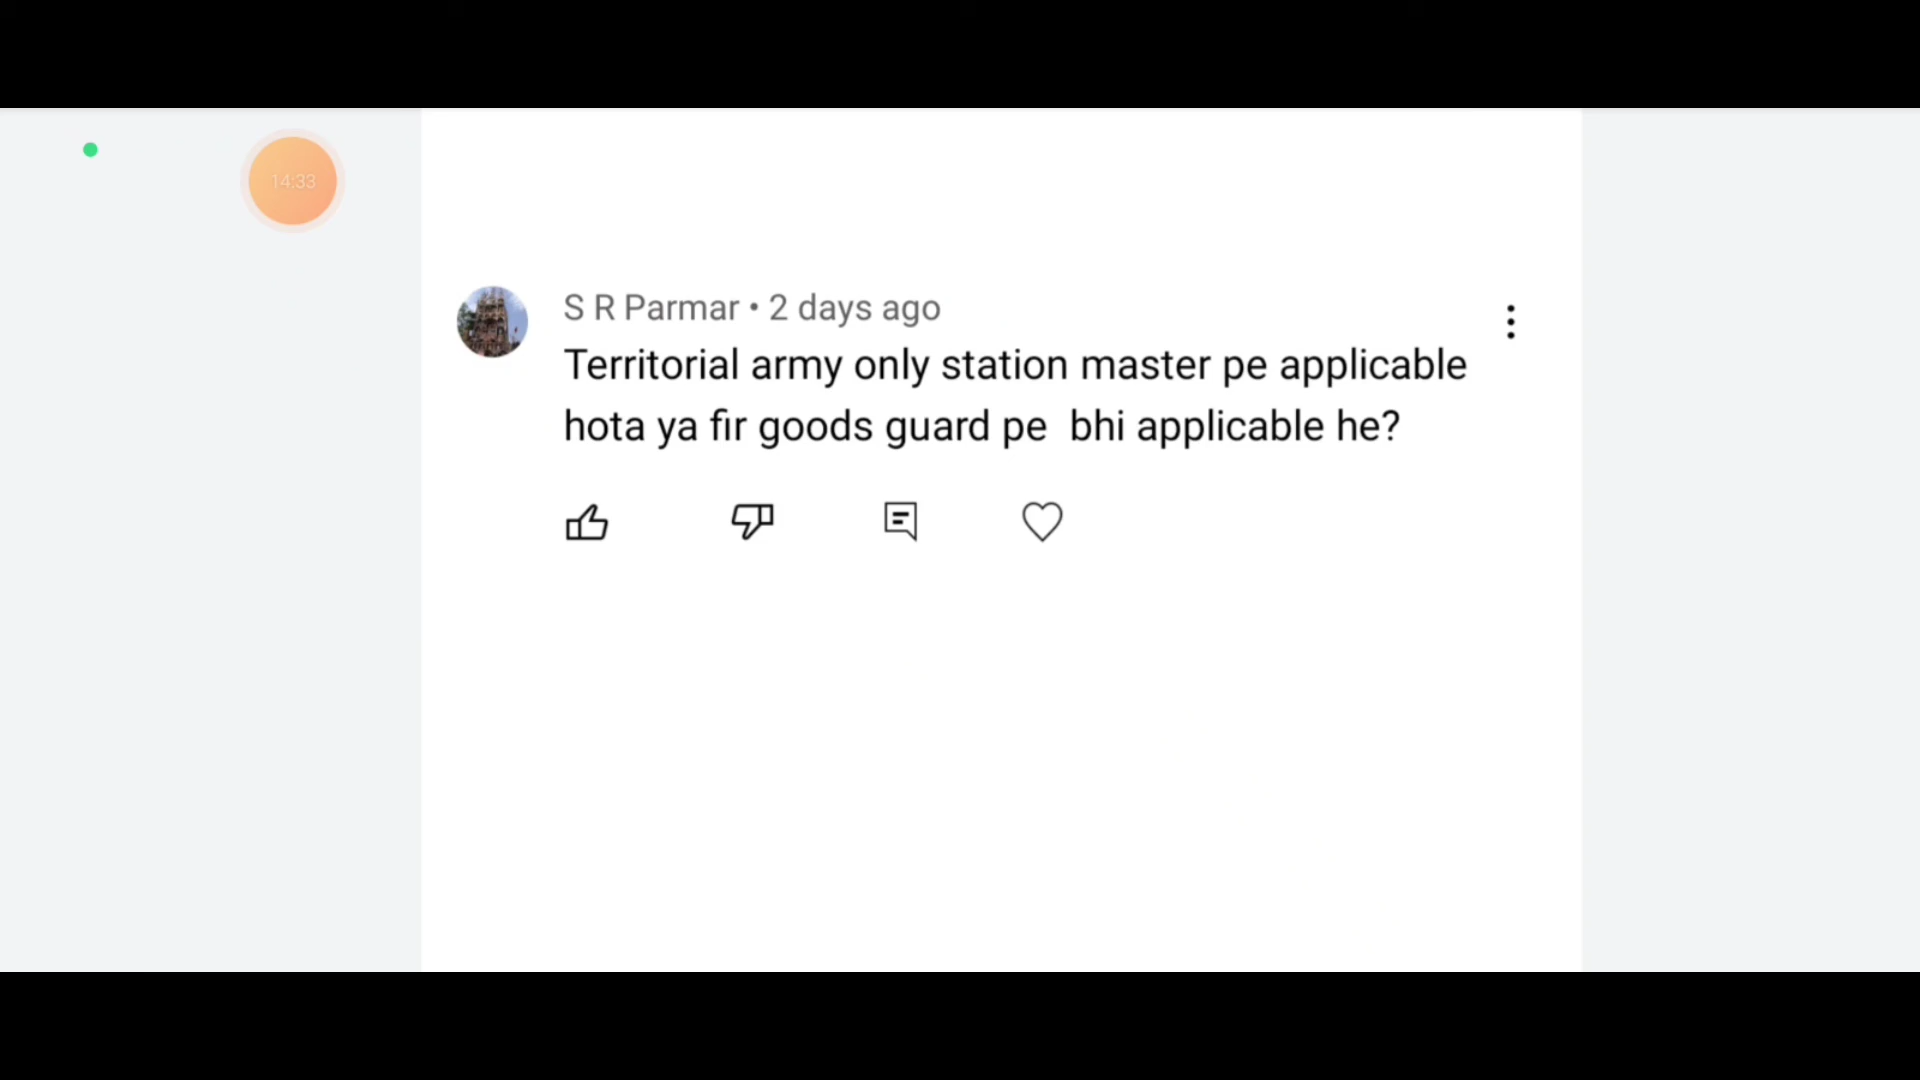 14:33
S R Parmar • 2 days ago
Territorial army only station master pe applicable
hota ya fir goods guard pe  bhi applicable he?